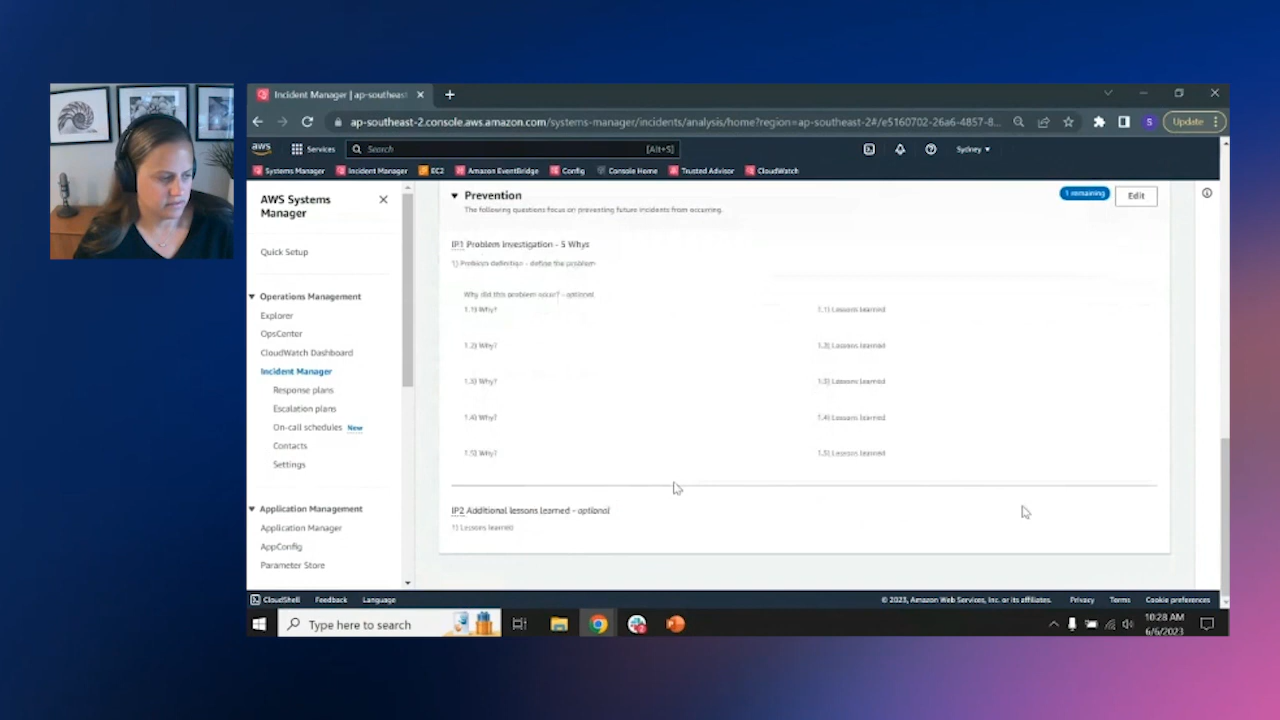 Incident Manager | ap-southeast
ap-southeast-2.console.aws.amazon.com/systems-manager/incidents/analysis/home?region=ap-southeast-2#/e5160702-26a6-4857-8...
S
Update
aws
Services
Search
[Alt+S]
Sydney
Systems Manager
Incident Manager
EC2
Amazon EventBridge
Config
Console Home
Trusted Advisor
CloudWatch
AWS Systems
Manager
Quick Setup
Operations Management
Explorer
OpsCenter
CloudWatch Dashboard
Incident Manager
Response plans
Escalation plans
On-call schedules New
Contacts
Settings
Application Management
Application Manager
AppConfig
Parameter Store
Prevention
1 remaining
Edit
The following questions focus on preventing future incidents from occurring.
IP1 Problem investigation - 5 Whys
1) Problem definition - define the problem
Why did this problem occur? - optional
1.1) Why?
1.1) Lessons learned
1.2) Why?
1.2) Lessons learned
1.3) Why?
1.3) Lessons learned
1.4) Why?
1.4) Lessons learned
1.5) Why?
1.5) Lessons learned
IP2 Additional lessons learned - optional
1) Lessons learned
CloudShell
Feedback
Language
© 2023, Amazon Web Services, Inc. or its affiliates.
Privacy
Terms
Cookie preferences
Type here to search
10:28 AM
6/6/2023